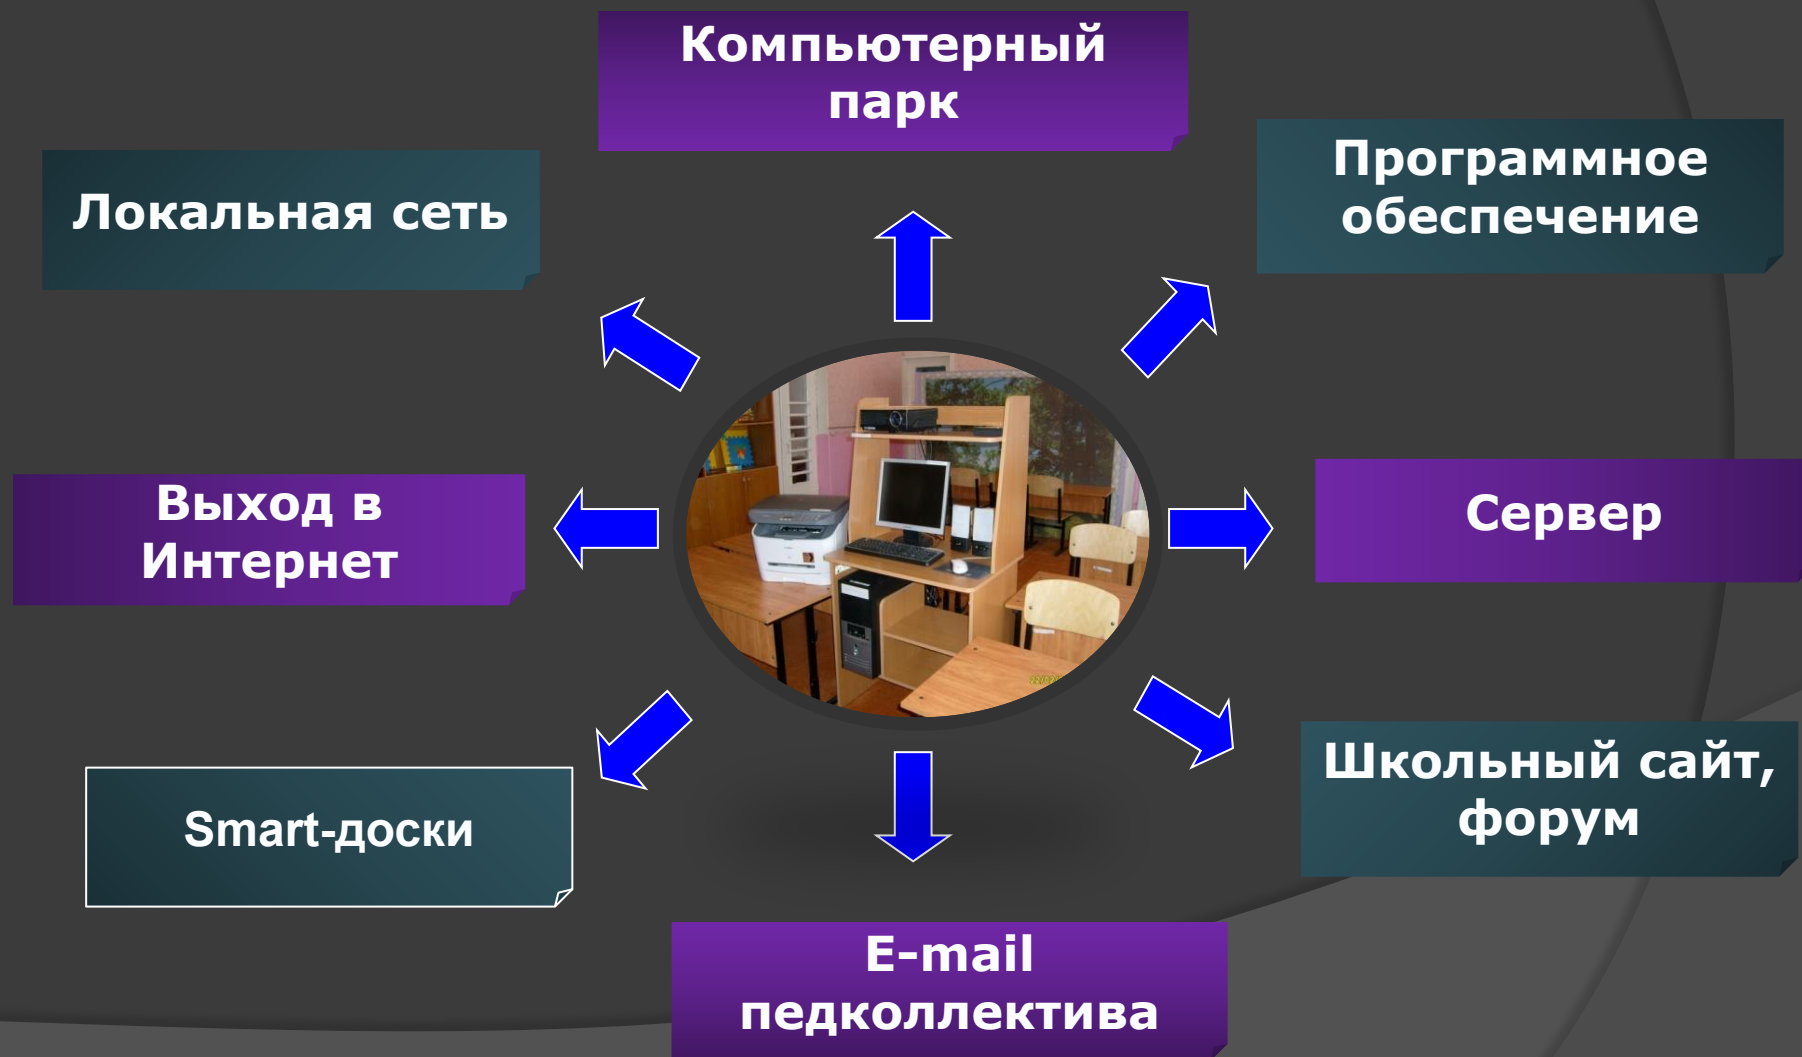 Компьютерный
парк
Программное
обеспечение
Локальная сеть
Выход в
Интернет
Сервер
Школьный сайт,
форум
Smart-доски
E-mail
педколлектива